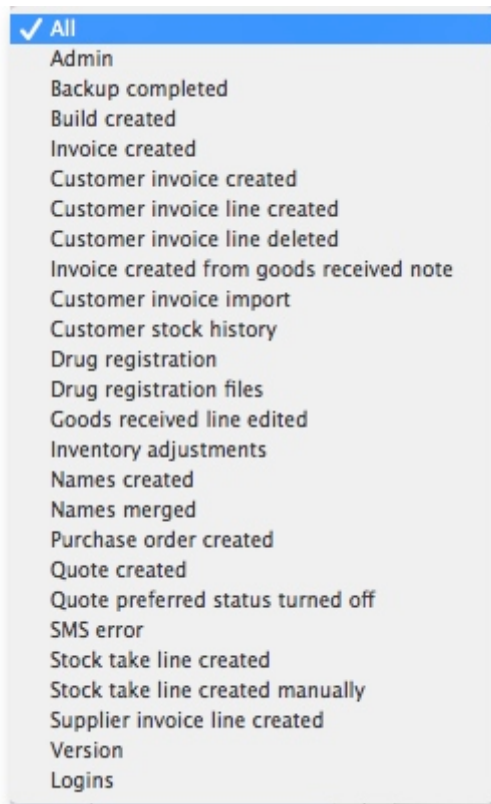 All
Admin
Backup completed
Build created
Invoice created
Customer invoice created
Customer invoice line created
Customer invoice line deleted
Invoice created from goods received note
Customer invoice import
Customer stock history
Drug registration
Drug registration files
Goods received line edited
Inventory adjustments
Names created
Names merged
Purchase order created
Quote created
Quote preferred status turned off
SMS error
Stock take line created
Stock take line created manually
Supplier invoice line created
Version
Logins